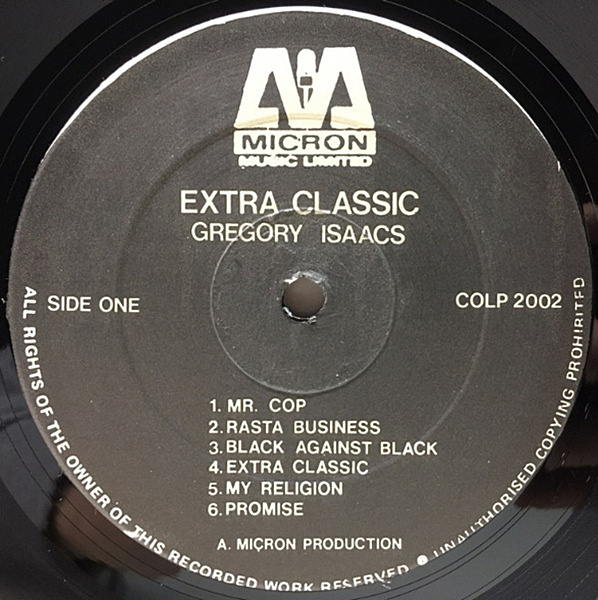 MICRON
MUSIC LIMITED
EXTRA CLASSIC
GREGORY ISAACS
SIDE ONE
COLP 2002
1. MR. COP
2. RASTA BUSINESS
3. BLACK AGAINST BLACK
4. EXTRA CLASSIC
5. MY RELIGION
6. PROMISE
A. MICRON PRODUCTION
ALL RIGHTS OF THE OWNER OF THIS RECORDED WORK RESERVED ● UNAUTHORISED COPYING PROHIBITED